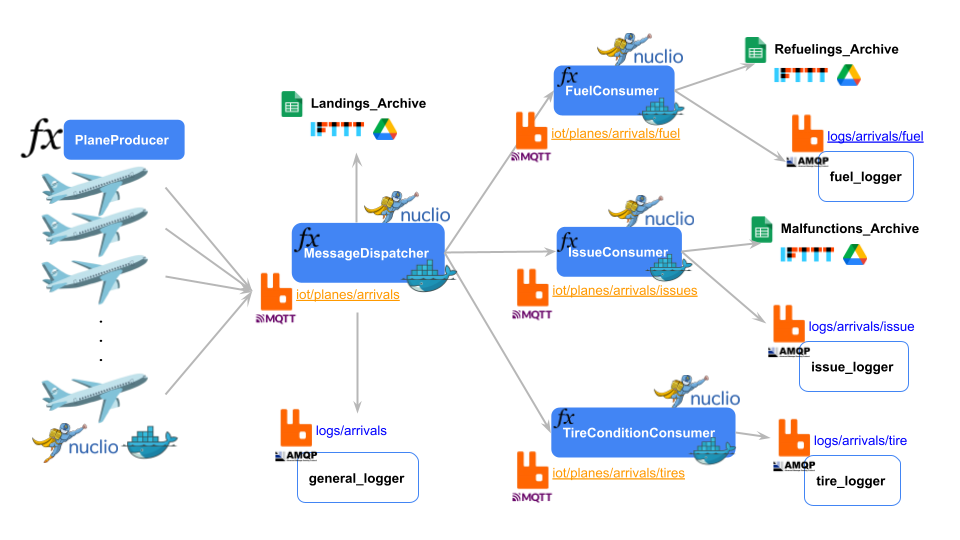 fx
PlaneProducer
.
.
.
nuclio
Landings_Archive
IFTTT
nuclio
fx
MessageDispatcher
iot/planes/arrivals
MQTT
logs/arrivals
AMQP
general_logger
nuclio
fx
FuelConsumer
iot/planes/arrivals/fuel
MQTT
Refuelings_Archive
IFTTT
logs/arrivals/fuel
AMQP
fuel_logger
nuclio
fx
IssueConsumer
iot/planes/arrivals/issues
MQTT
Malfunctions_Archive
IFTTT
logs/arrivals/issue
AMQP
issue_logger
nuclio
fx
TireConditionConsumer
iot/planes/arrivals/tires
MQTT
logs/arrivals/tire
AMQP
tire_logger